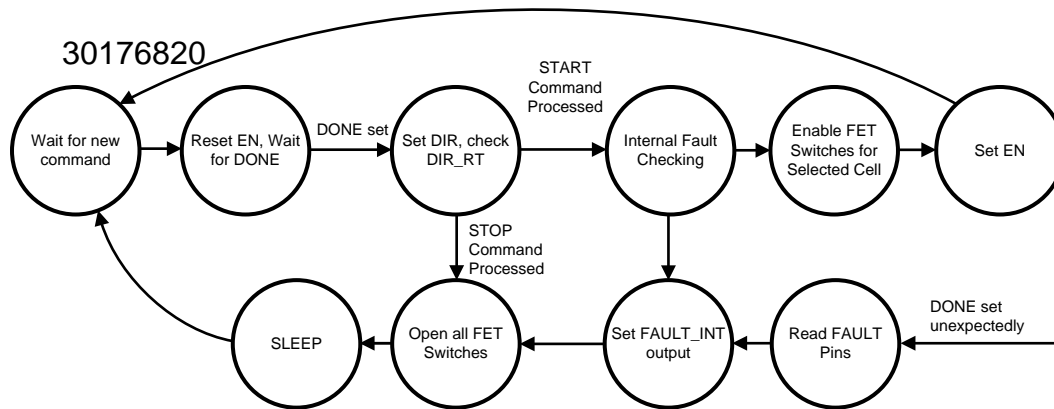 30176820
START
Command
Processed
Wait for new
command
Reset EN, Wait
for DONE
DONE set
Set DIR, check
DIR_RT
Internal Fault
Checking
Enable FET
Switches for
Selected Cell
Set EN
STOP
Command
Processed
DONE set
unexpectedly
SLEEP
Open all FET
Switches
Set FAULT_INT
output
Read FAULT
Pins